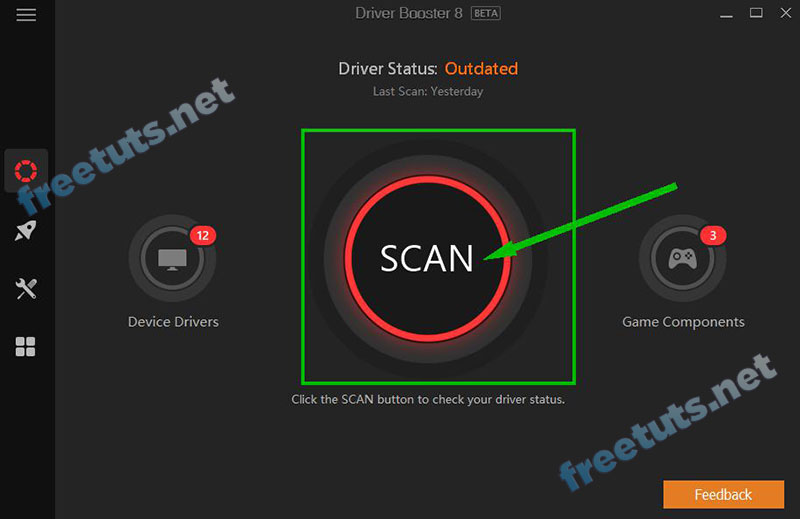 Driver Booster 8 BETA
Driver Status: Outdated
Last Scan: Yesterday
freetuts.net
12
3
SCAN
Device Drivers
Game Components
Click the SCAN button to check your driver status.
freetuts.net
Feedback